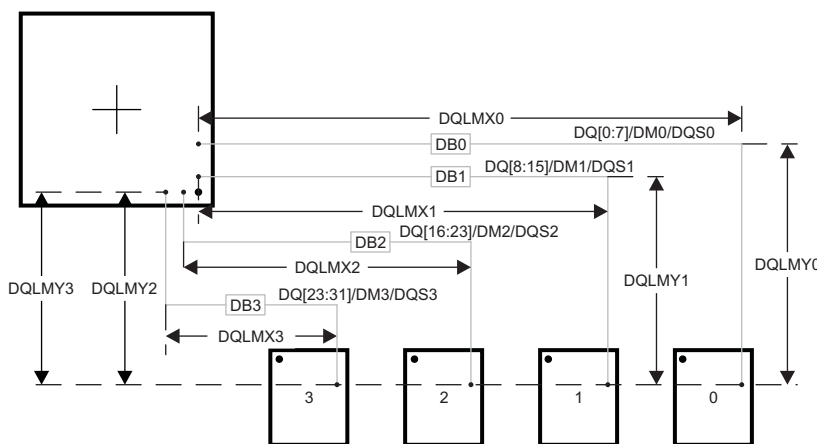 DQLMX0
DQ[0:7]/DM0/DQS0
DB0
DQ[8:15]/DM1/DQS1
DB1
DQLMX1
DQ[16:23]/DM2/DQS2
DB2
DQLMX2
DQLMY3
DQLMY2
DQLMY1
DQLMY0
DQ[23:31]/DM3/DQS3
DB3
DQLMX3
3
2
1
0